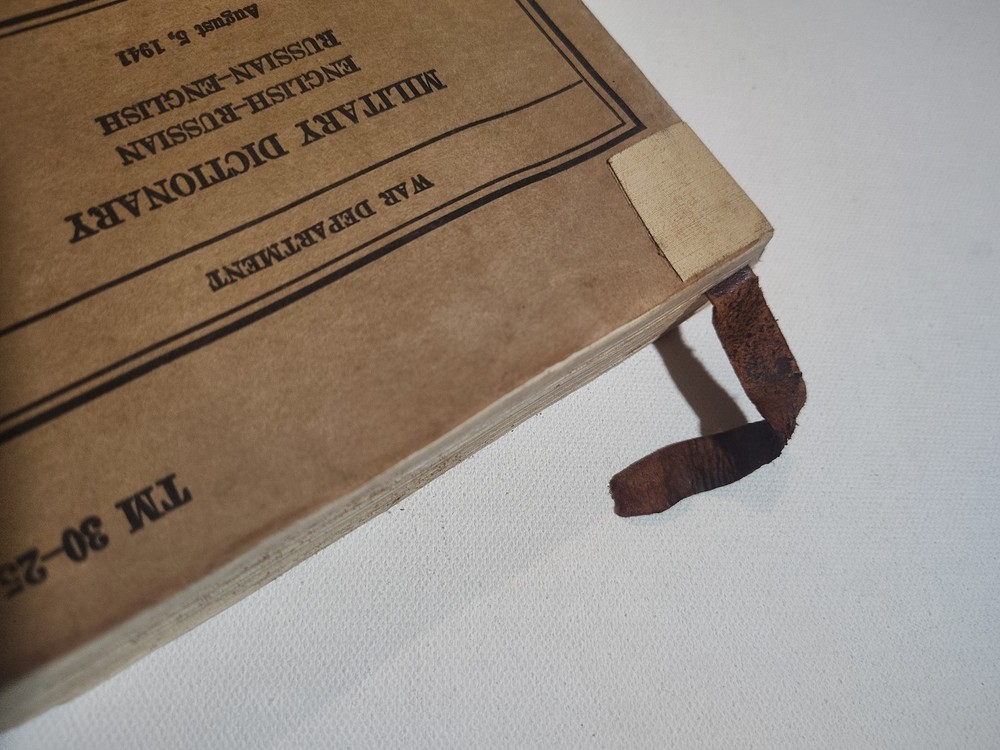 TM 30–25
WAR DEPARTMENT
MILITARY DICTIONARY
ENGLISH–RUSSIAN
RUSSIAN–ENGLISH
August 5, 1941